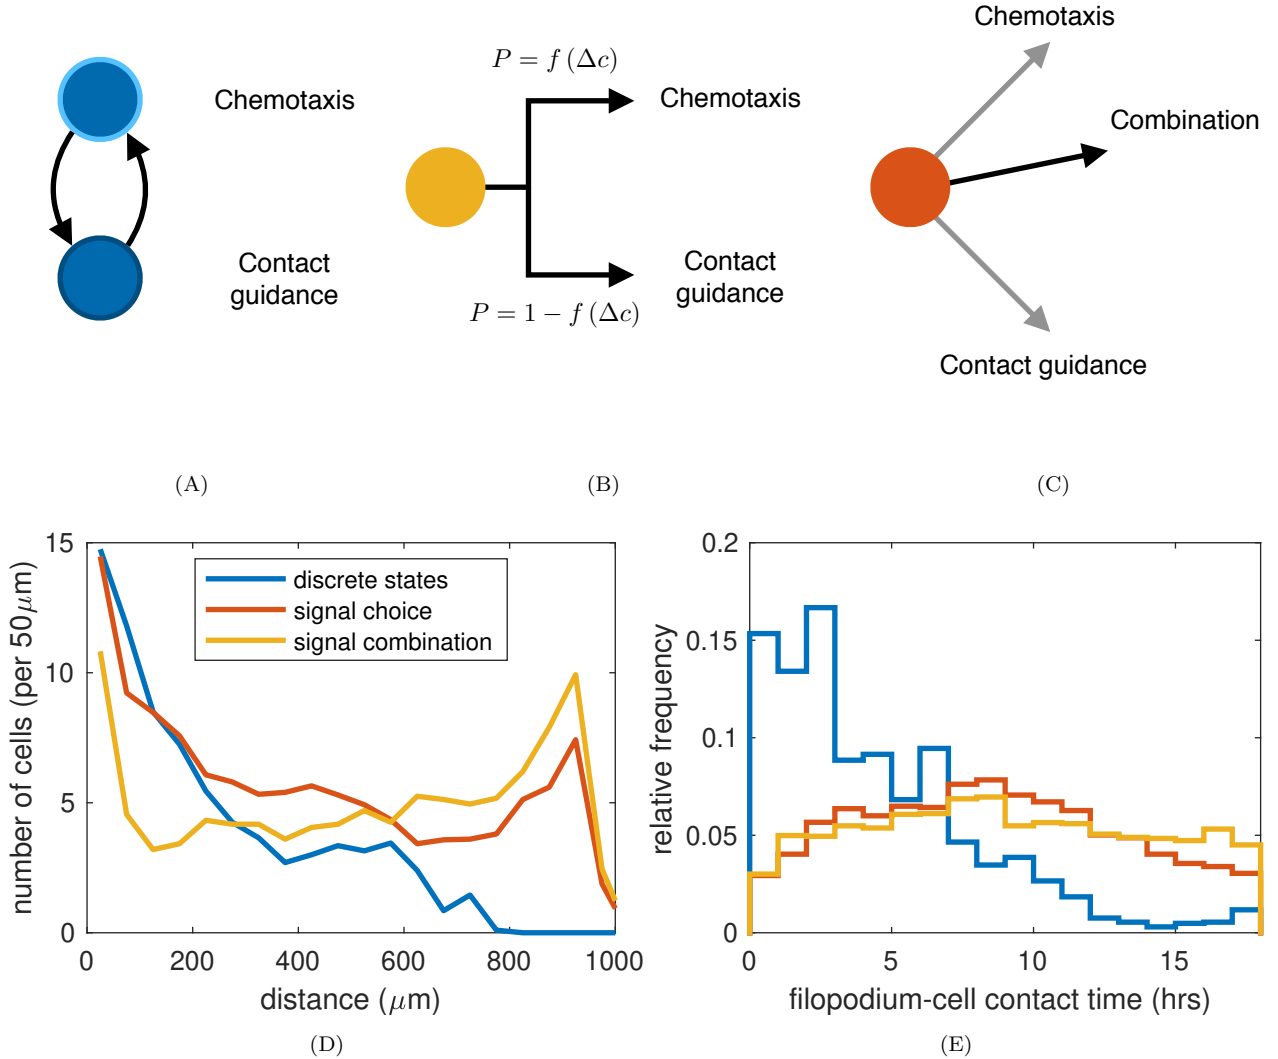 Chemotaxis
Contact
guidance
(A)
P = f (Δc)
Chemotaxis
Contact
guidance
P = 1 − f (Δc)
(B)
Chemotaxis
Combination
Contact guidance
(C)
number of cells (per 50μm)
15
10
5
0
discrete states
signal choice
signal combination
0 200 400 600 800 1000
distance (μm)
(D)
relative frequency
0.2
0.15
0.1
0.05
0
0 5 10 15
filopodium-cell contact time (hrs)
(E)